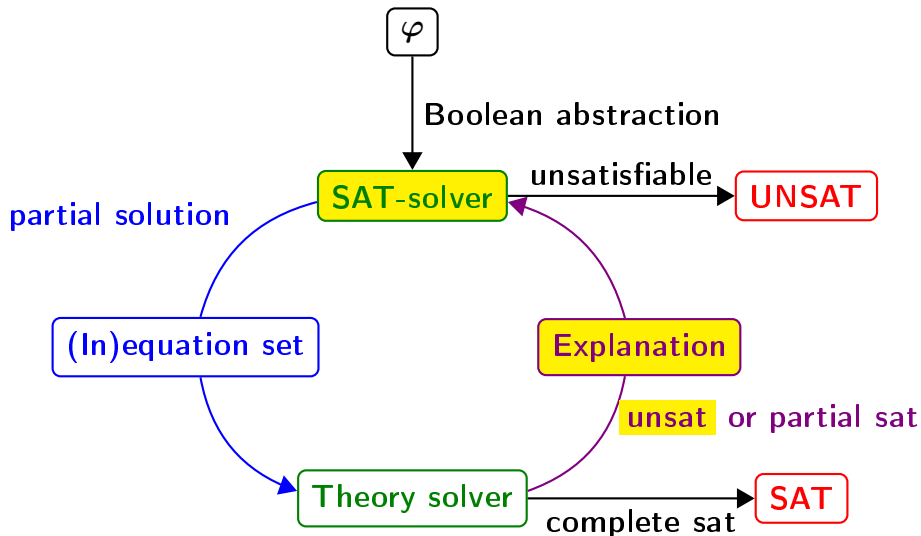 φ
Boolean abstraction
SAT-solver
unsatisfiable
UNSAT
partial solution
(In)equation set
Explanation
unsat or partial sat
Theory solver
complete sat
SAT